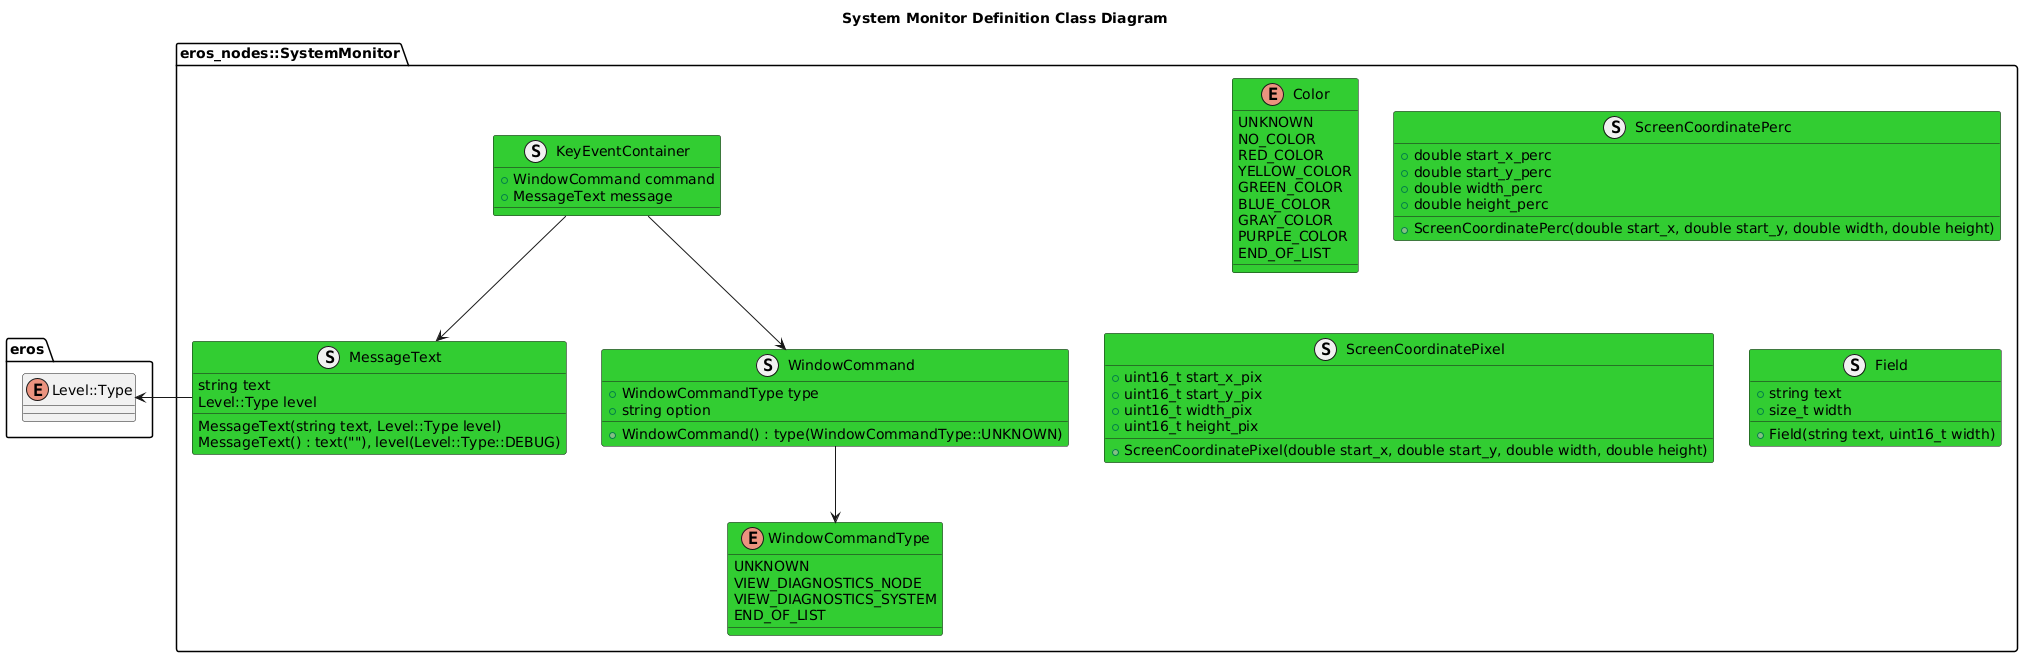 System Monitor Definition Class Diagram
eros_nodes::SystemMonitor
E Color
UNKNOWN
NO_COLOR
RED_COLOR
YELLOW_COLOR
GREEN_COLOR
BLUE_COLOR
GRAY_COLOR
PURPLE_COLOR
END_OF_LIST
S ScreenCoordinatePerc
double start_x_perc
double start_y_perc
double width_perc
double height_perc
ScreenCoordinatePerc(double start_x, double start_y, double width, double height)
S KeyEventContainer
WindowCommand command
MessageText message
eros
E Level::Type
S MessageText
string text
Level::Type level
MessageText(string text, Level::Type level)
MessageText() : text(""), level(Level::Type::DEBUG)
S WindowCommand
WindowCommandType type
string option
WindowCommand() : type(WindowCommandType::UNKNOWN)
S ScreenCoordinatePixel
uint16_t start_x_pix
uint16_t start_y_pix
uint16_t width_pix
uint16_t height_pix
ScreenCoordinatePixel(double start_x, double start_y, double width, double height)
S Field
string text
size_t width
Field(string text, uint16_t width)
E WindowCommandType
UNKNOWN
VIEW_DIAGNOSTICS_NODE
VIEW_DIAGNOSTICS_SYSTEM
END_OF_LIST